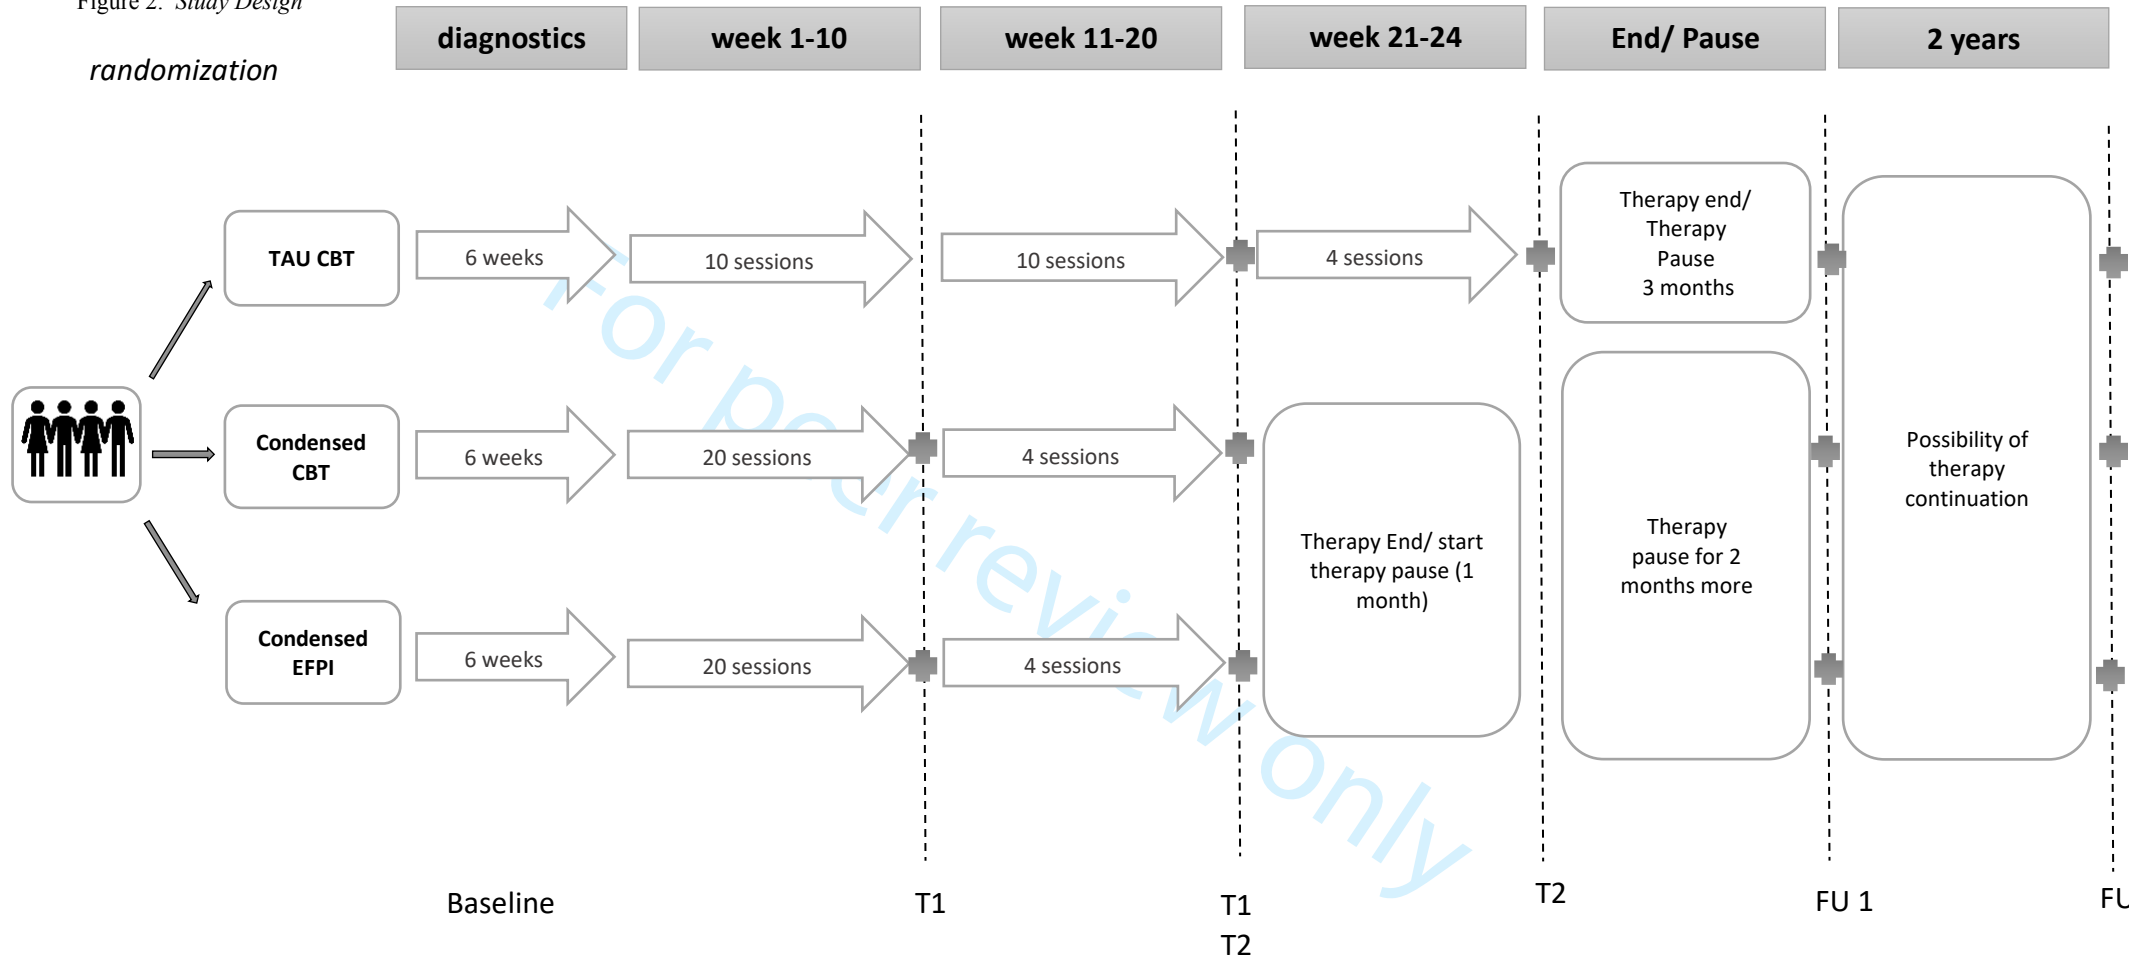 Figure 2. Study Design
randomization
diagnostics
week 1-10
week 11-20
week 21-24
End/ Pause
2 years
TAU CBT
6 weeks
10 sessions
10 sessions
4 sessions
Therapy end/
Therapy
Pause
3 months
Condensed
CBT
6 weeks
20 sessions
4 sessions
Condensed
EFPI
6 weeks
20 sessions
4 sessions
Therapy End/ start
therapy pause (1
month)
Therapy
pause for 2
months more
Possibility of
therapy
continuation
For peer review only
Baseline
T1
T1
T2
T2
FU 1
FU